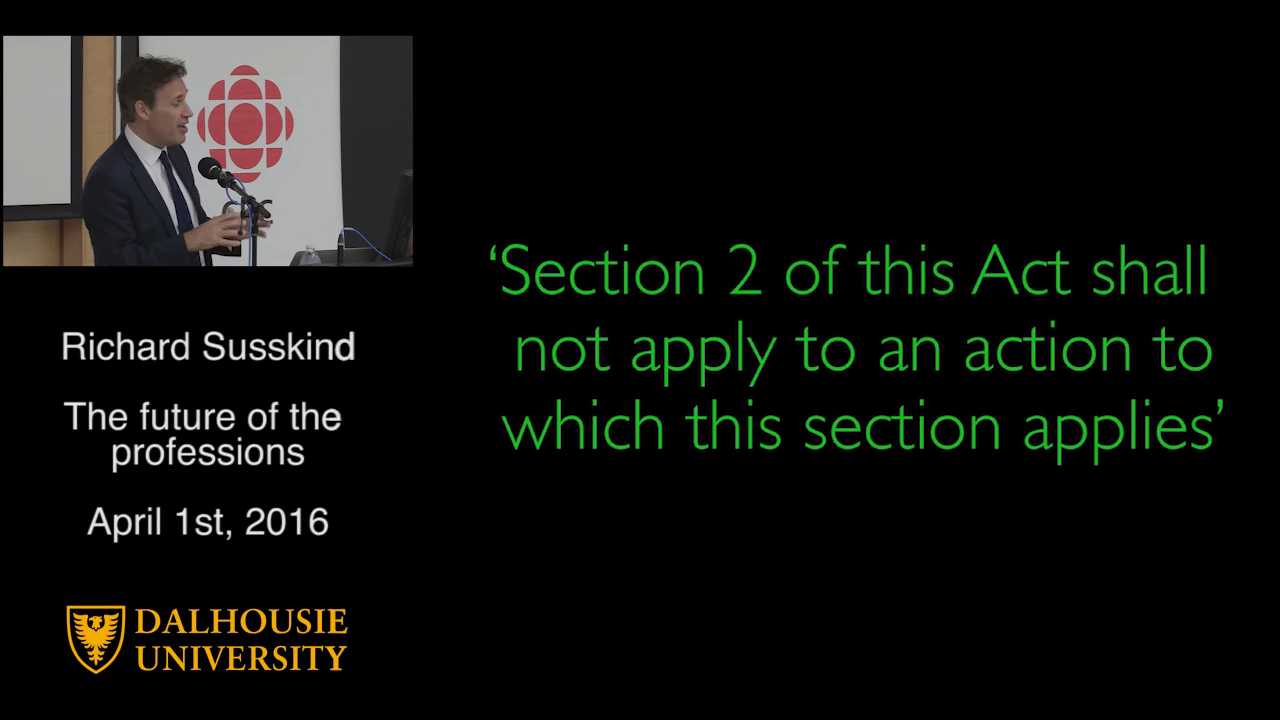 Richard Susskind
The future of the
professions
April 1st, 2016
DALHOUSIE
UNIVERSITY
‘Section 2 of this Act shall
not apply to an action to
which this section applies’